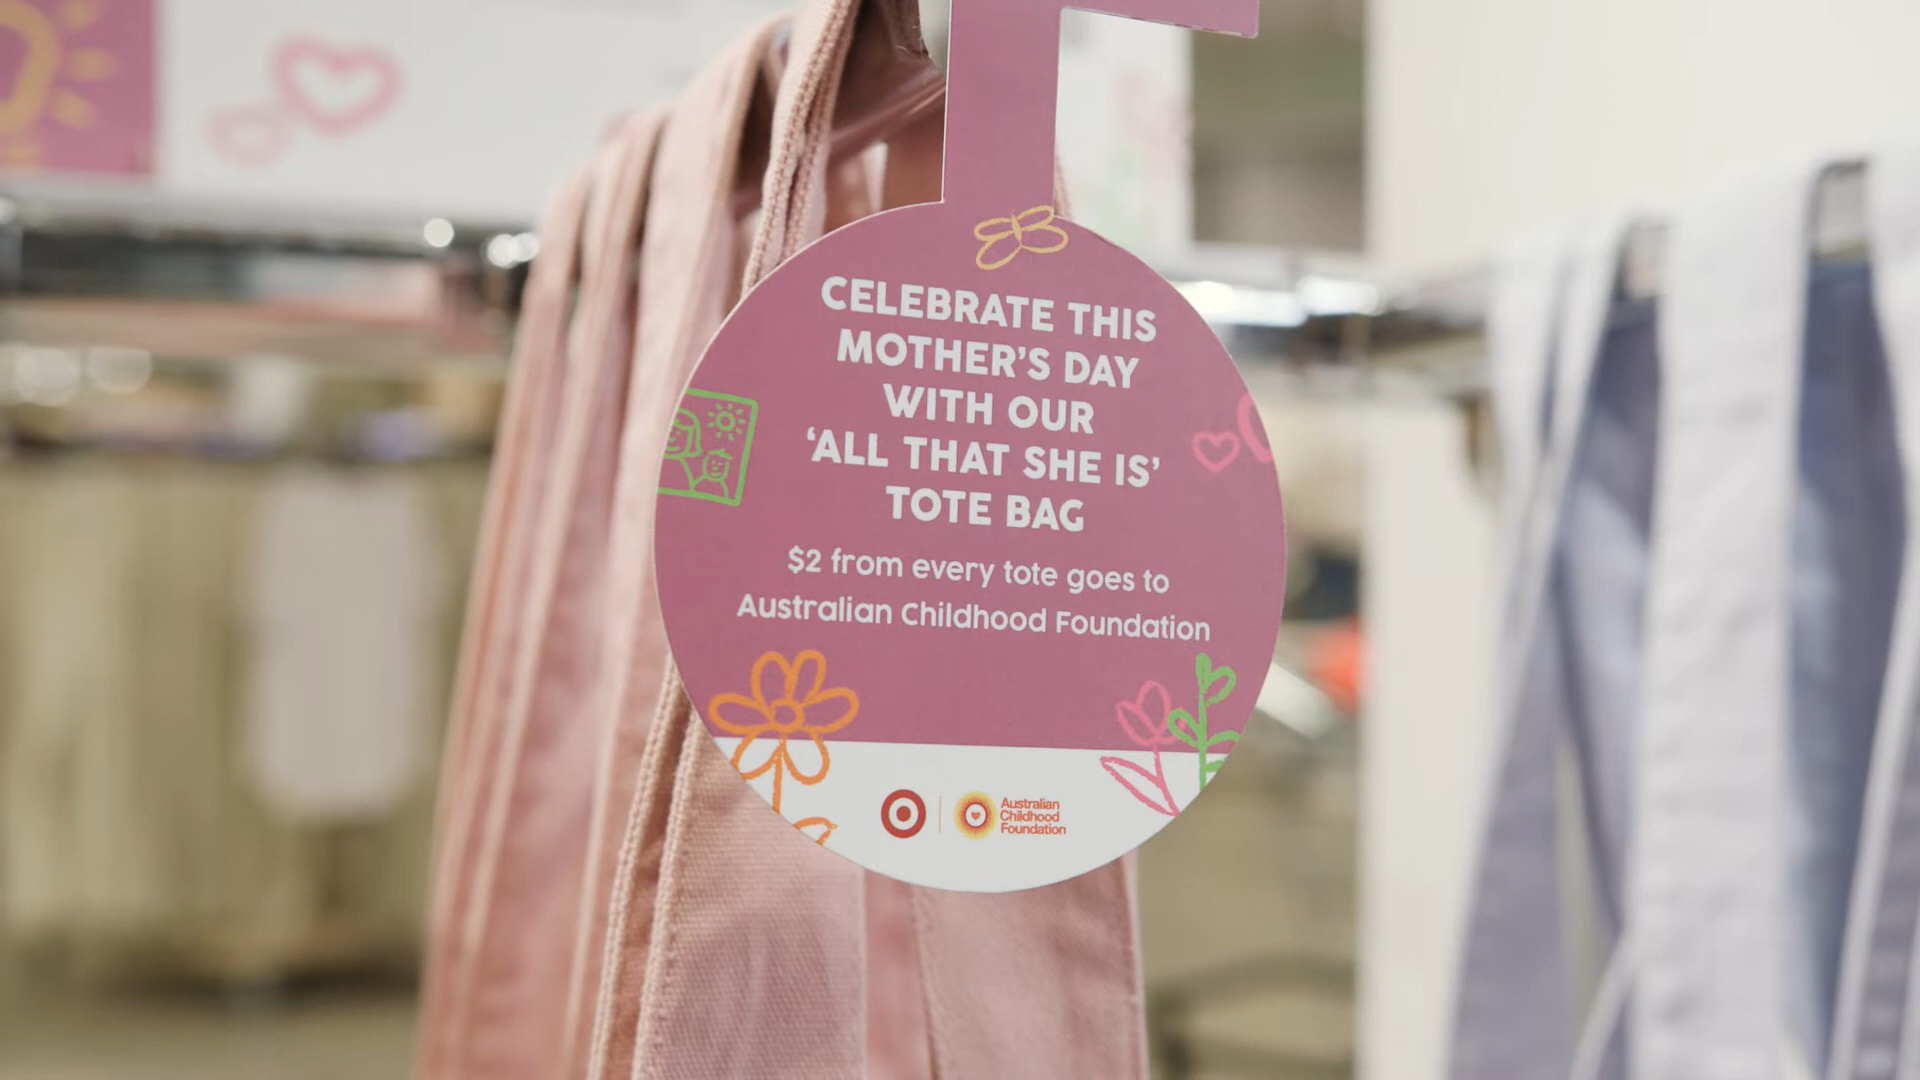 CELEBRATE THIS
MOTHER’S DAY
WITH OUR
‘ALL THAT SHE IS’
TOTE BAG
$2 from every tote goes to
Australian Childhood Foundation
Australian
Childhood
Foundation